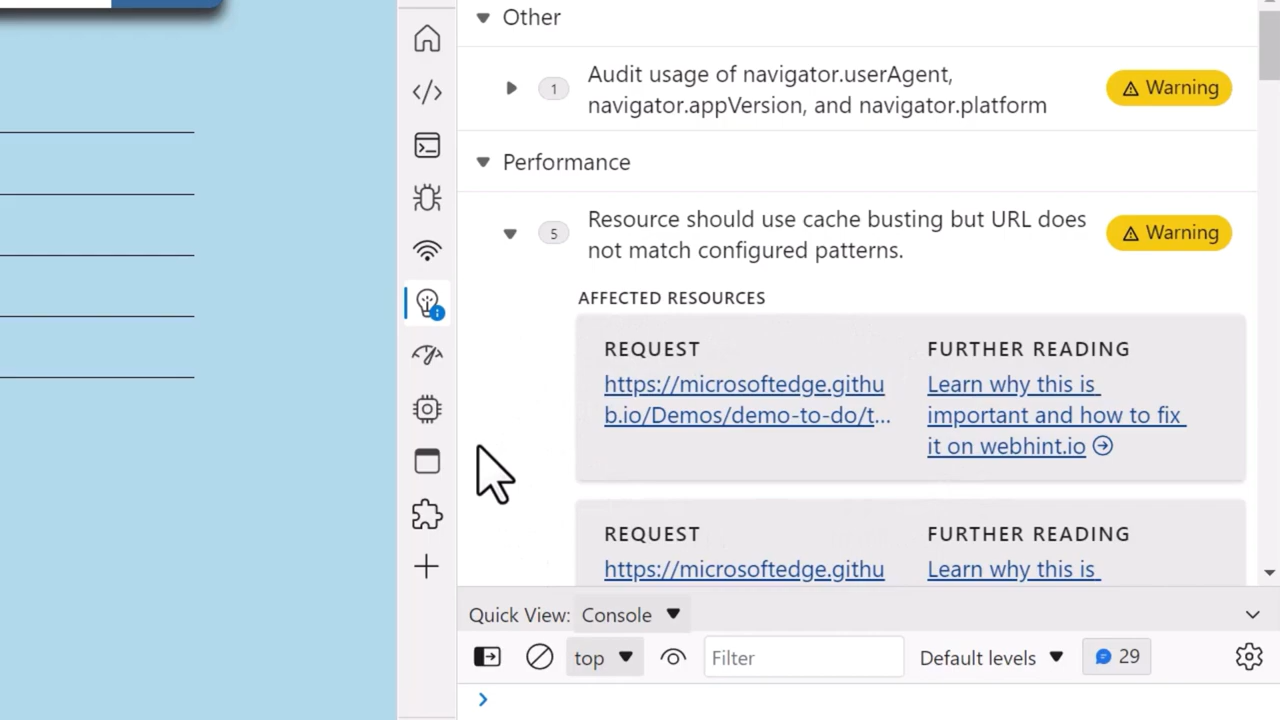 Other
1
Audit usage of navigator.userAgent,
navigator.appVersion, and navigator.platform
Warning
Performance
5
Resource should use cache busting but URL does
not match configured patterns.
Warning
AFFECTED RESOURCES
REQUEST
https://microsoftedge.githu
b.io/Demos/demo-to-do/t...
FURTHER READING
Learn why this is
important and how to fix
it on webhint.io
REQUEST
https://microsoftedge.githu
FURTHER READING
Learn why this is
Quick View: Console
top
Filter
Default levels
29